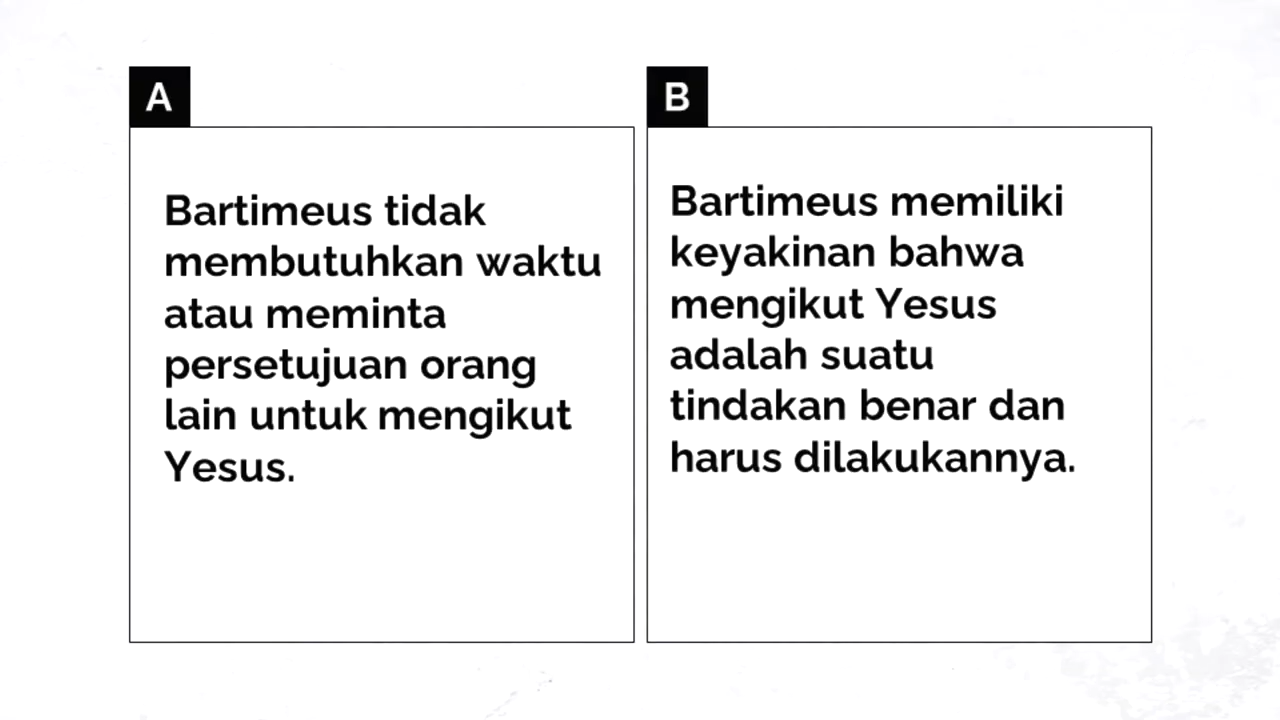 A
Bartimeus tidak
membutuhkan waktu
atau meminta
persetujuan orang
lain untuk mengikut
Yesus.
B
Bartimeus memiliki
keyakinan bahwa
mengikut Yesus
adalah suatu
tindakan benar dan
harus dilakukannya.